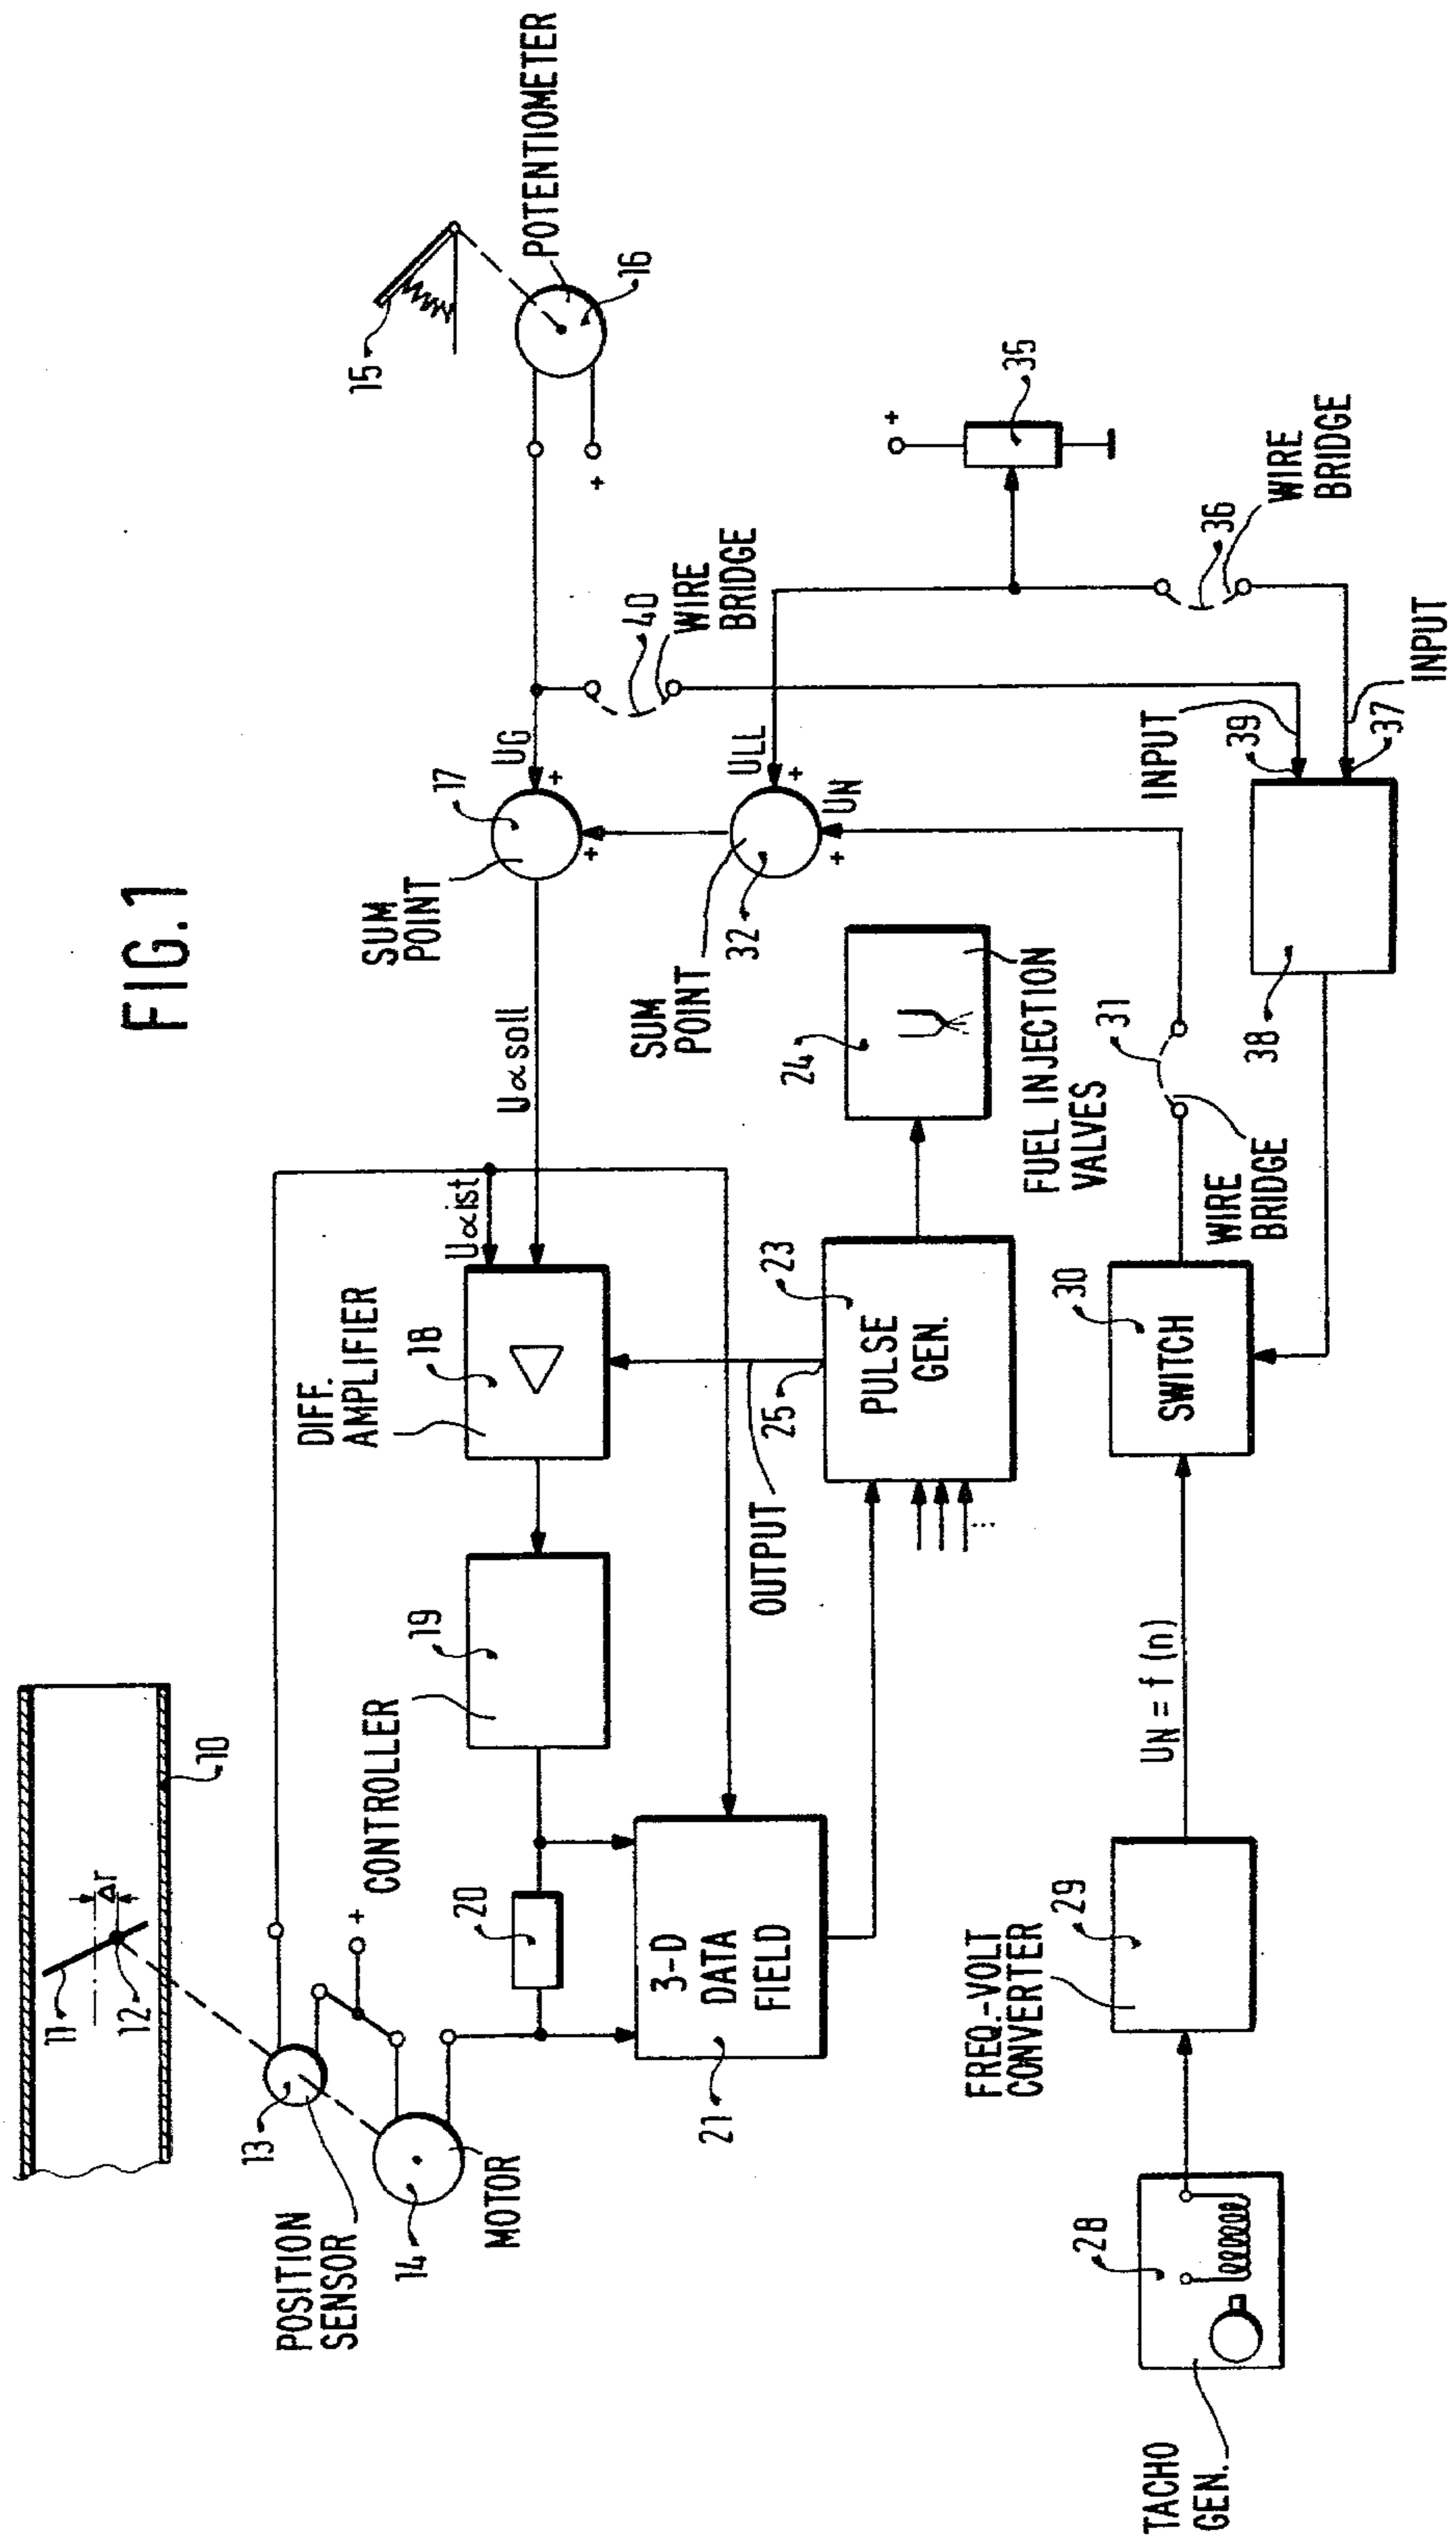 FIG.1
10
11
12
Δr
13
POSITION
SENSOR
14
MOTOR
+
CONTROLLER
19
20
3-D
DATA
FIELD
21
DIFF.
AMPLIFIER
18
Uαist
Uαsoll
SUM
POINT
17
UG
+
+
15
16
POTENTIOMETER
+
40
WIRE
BRIDGE
ULL
+
UN
+
SUM
POINT
32
24
FUEL INJECTION
VALVES
23
PULSE
GEN.
25
OUTPUT
...
+
35
36
WIRE
BRIDGE
INPUT
39
37
INPUT
38
31
WIRE
BRIDGE
30
SWITCH
UN = f (n)
29
FREQ.-VOLT
CONVERTER
28
TACHO
GEN.